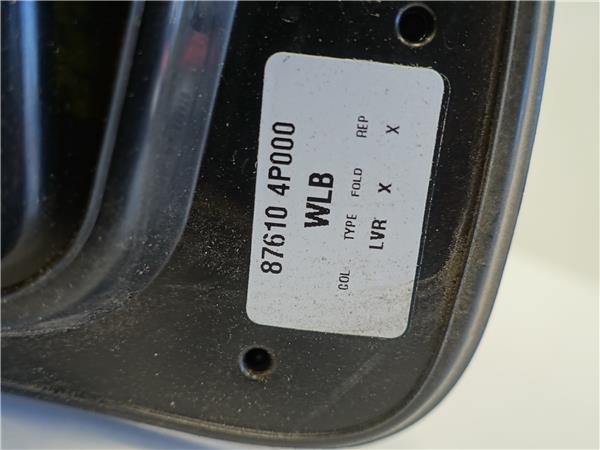 87610 4P000
WLB
COL TYPE FOLD REP
LVR X X